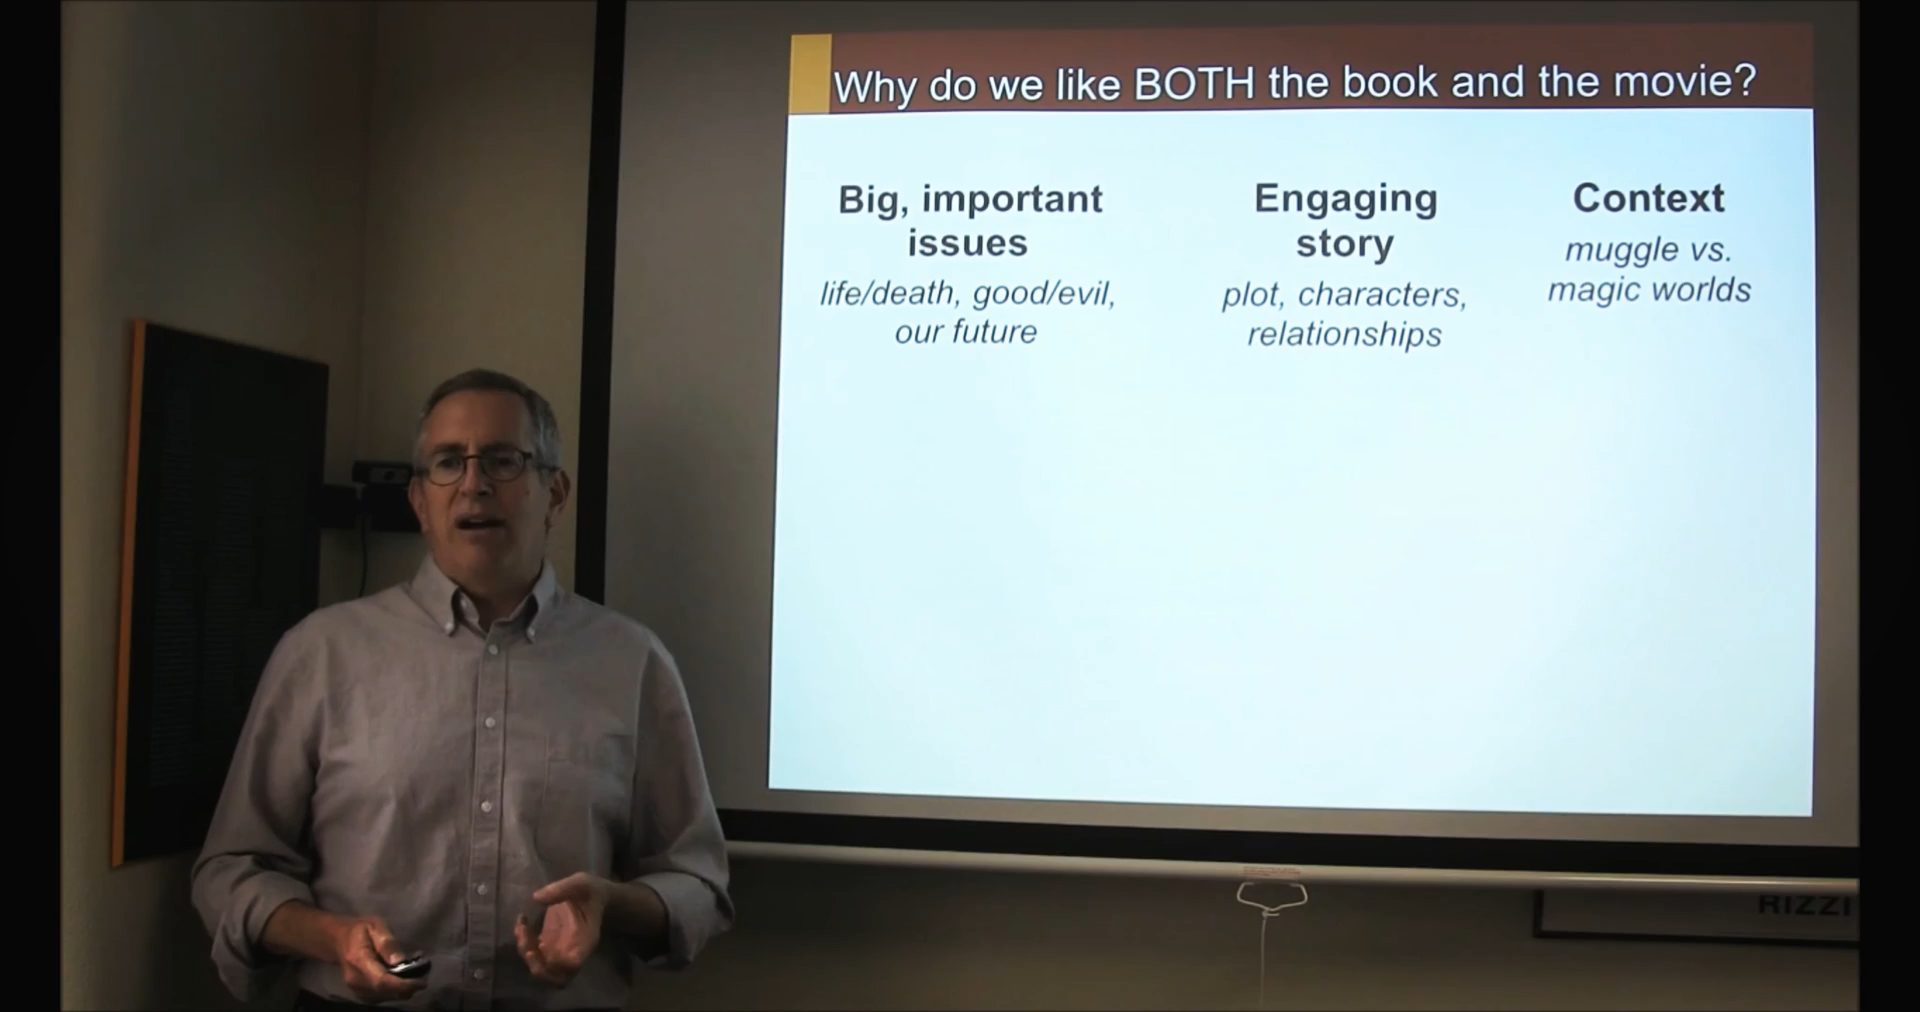 Why do we like BOTH the book and the movie?
Big, important
issues
life/death, good/evil,
our future
Engaging
story
plot, characters,
relationships
Context
muggle vs.
magic worlds
RIZZI